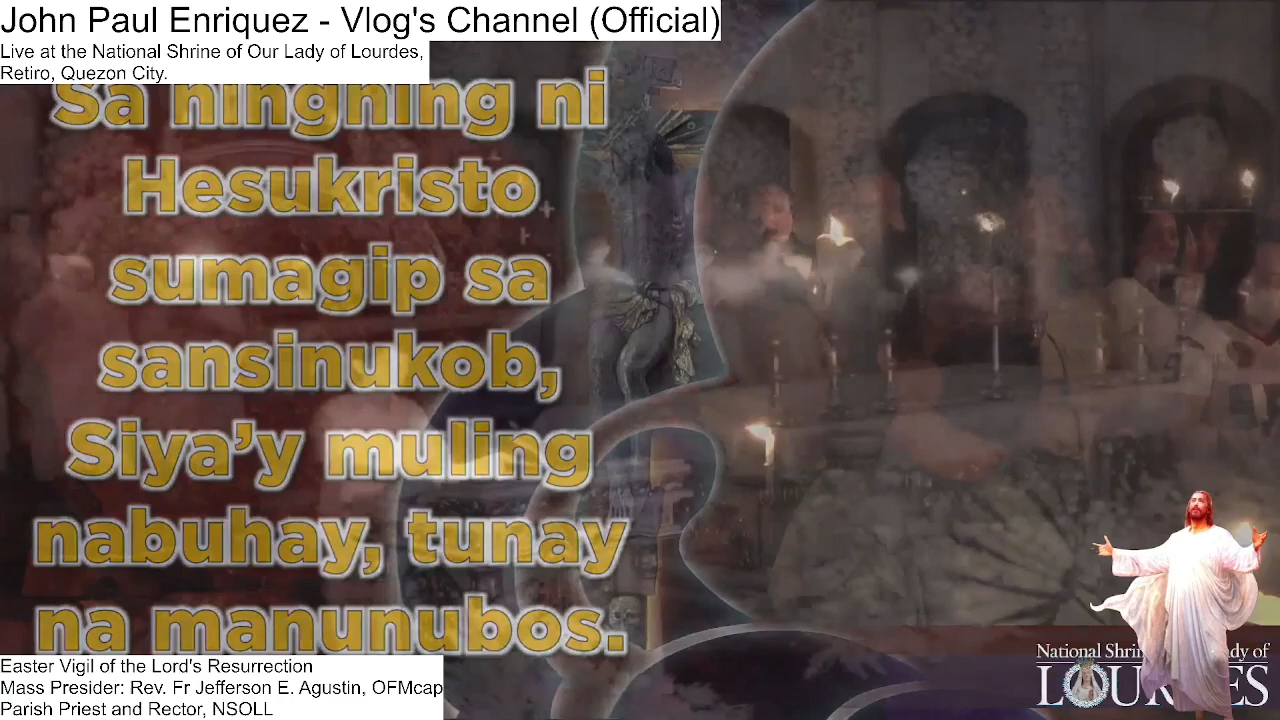 John Paul Enriquez - Vlog's Channel (Official)
Live at the National Shrine of Our Lady of Lourdes,
Retiro, Quezon City.
Sa ningning ni
Hesukristo
sumagip sa
sansinukob,
Siya'y muling
nabuhay, tunay
na manunubos.
Easter Vigil of the Lord's Resurrection
Mass Presider: Rev. Fr Jefferson E. Agustin, OFMcap
Parish Priest and Rector, NSOLL
National of